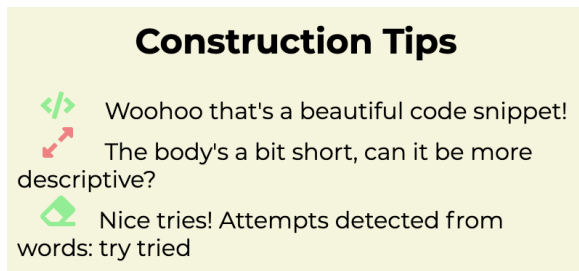 Construction Tips
Woohoo that's a beautiful code snippet!
The body's a bit short, can it be more
descriptive?
Nice tries! Attempts detected from
words: try tried